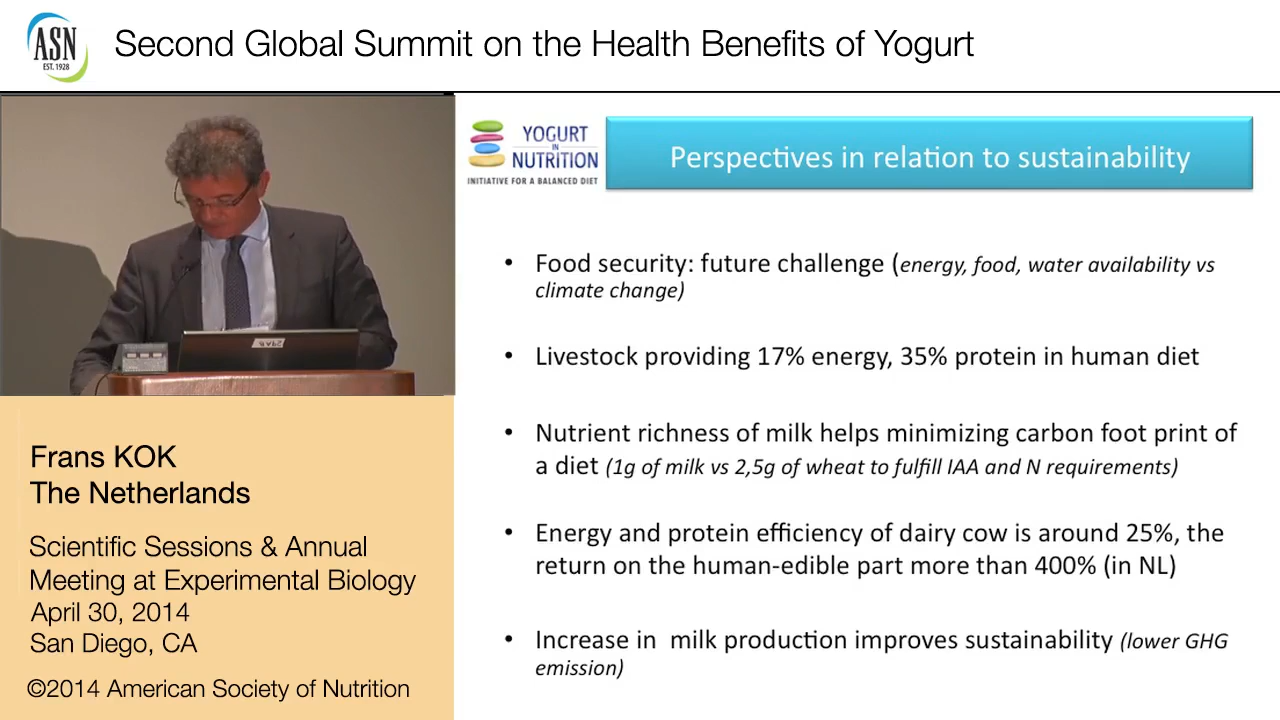 ASN
EST. 1928
Second Global Summit on the Health Benefits of Yogurt
YOGURT
IN
NUTRITION
INITIATIVE FOR A BALANCED DIET
Perspectives in relation to sustainability
• Food security: future challenge (energy, food, water availability vs
climate change)
• Livestock providing 17% energy, 35% protein in human diet
• Nutrient richness of milk helps minimizing carbon foot print of
a diet (1g of milk vs 2,5g of wheat to fulfill IAA and N requirements)
• Energy and protein efficiency of dairy cow is around 25%, the
return on the human-edible part more than 400% (in NL)
• Increase in  milk production improves sustainability (lower GHG
emission)
Frans KOK
The Netherlands
Scientific Sessions & Annual
Meeting at Experimental Biology
April 30, 2014
San Diego, CA
©2014 American Society of Nutrition